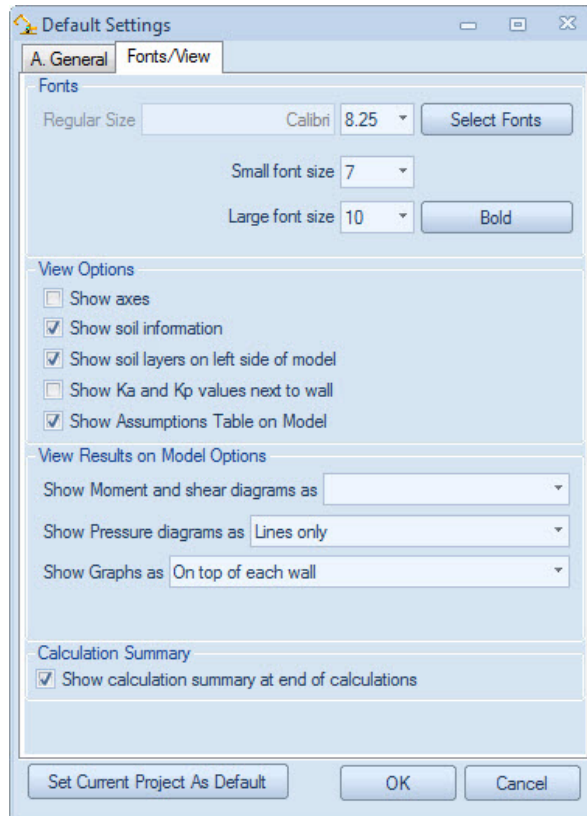 Default Settings
A. General Fonts/View
Fonts
Regular Size Calibri 8.25 Select Fonts
Small font size 7
Large font size 10 Bold
View Options
Show axes
Show soil information
Show soil layers on left side of model
Show Ka and Kp values next to wall
Show Assumptions Table on Model
View Results on Model Options
Show Moment and shear diagrams as
Show Pressure diagrams as Lines only
Show Graphs as On top of each wall
Calculation Summary
Show calculation summary at end of calculations
Set Current Project As Default OK Cancel